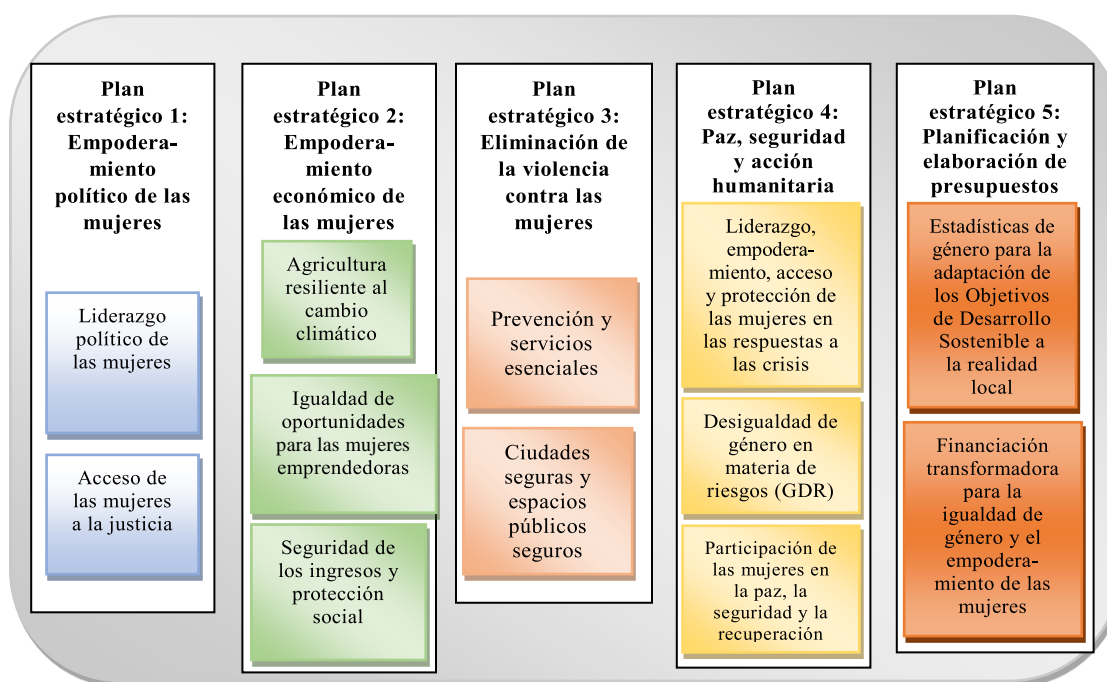 Plan
estratégico 1:
Empodera-
miento
político de las
mujeres
Liderazgo
político de
las mujeres
Acceso de
las mujeres
a la justicia
Plan
estratégico 2:
Empodera-
miento
económico de
las mujeres
Agricultura
resiliente al
cambio
climático
Igualdad de
oportunidades
para las mujeres
emprendedoras
Seguridad de
los ingresos y
protección
social
Plan
estratégico 3:
Eliminación de
la violencia
contra las
mujeres
Prevención y
servicios
esenciales
Ciudades
seguras y
espacios
públicos
seguros
Plan
estratégico 4:
Paz, seguridad
y acción
humanitaria
Liderazgo,
empodera-
miento, acceso
y protección de
las mujeres en
las respuestas a
las crisis
Desigualdad de
género en
materia de
riesgos (GDR)
Participación de
las mujeres en
la paz, la
seguridad y la
recuperación
Plan
estratégico 5:
Planificación y
elaboración de
presupuestos
Estadísticas de
género para la
adaptación de
los Objetivos
de Desarrollo
Sostenible a
la realidad
local
Financiación
transformadora
para la
igualdad de
género y el
empodera-
miento de las
mujeres